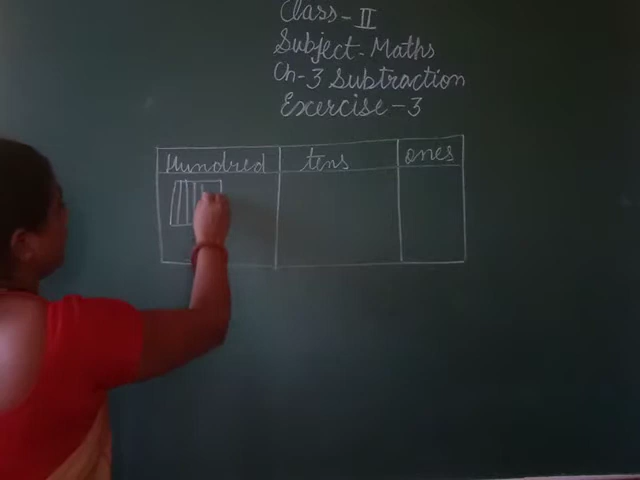 Class-II
Subject-Maths
Ch-3 Subtraction
Exercise-3
Hundred tens ones